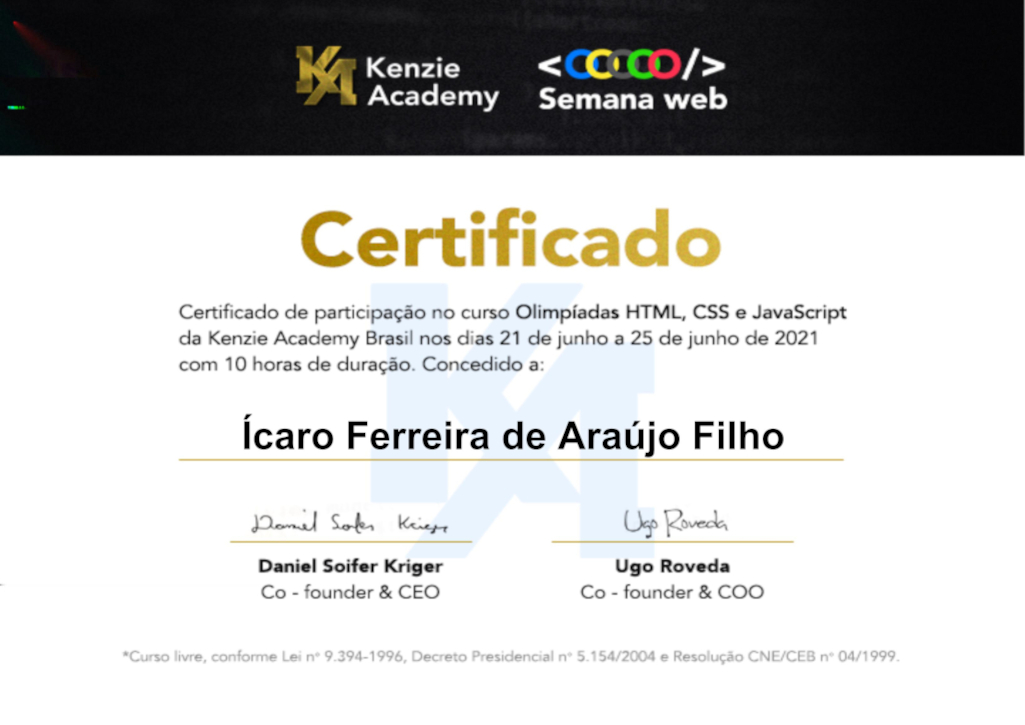 Kenzie
Academy
Semana web
Certificado
Certificado de participação no curso Olimpíadas HTML, CSS e JavaScript
da Kenzie Academy Brasil nos dias 21 de junho a 25 de junho de 2021
com 10 horas de duração. Concedido a:
Ícaro Ferreira de Araújo Filho
Daniel Soifer Kriger
Ugo Roveda
Daniel Soifer Kriger
Ugo Roveda
Co - founder & CEO
Co - founder & COO
*Curso livre, conforme Lei nº 9.394-1996, Decreto Presidencial nº 5.154/2004 e Resolução CNE/CEB nº 04/1999.